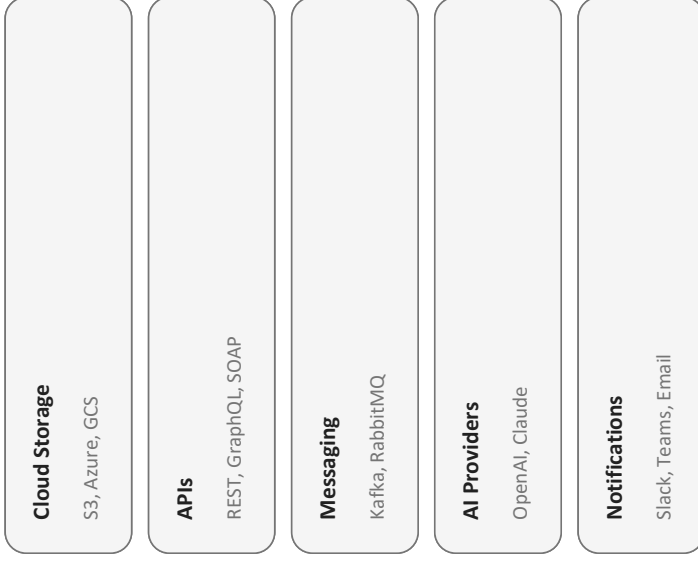 Cloud Storage
S3, Azure, GCS
APIs
REST, GraphQL, SOAP
Messaging
Kafka, RabbitMQ
AI Providers
OpenAI, Claude
Notifications
Slack, Teams, Email